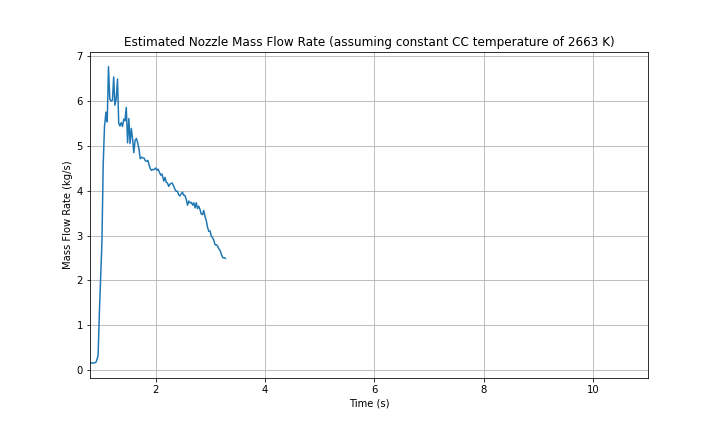 Estimated Nozzle Mass Flow Rate (assuming constant CC temperature of 2663 K)
7
6
5
4
3
2
1
0
Mass Flow Rate (kg/s)
2 4 6 8 10
Time (s)